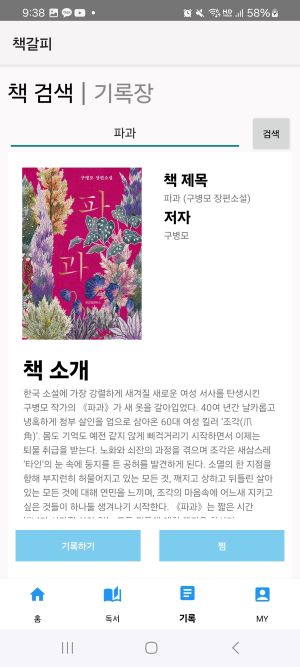 9:38
58%
책갈피
책 검색 | 기록장
파과
검색
구병모 장편소설
파
과
책 제목
파과 (구병모 장편소설)
저자
구병모
책 소개
한국 소설에 가장 강렬하게 새겨질 새로운 여성 서사를 탄생시킨
구병모 작가의 《파과》가 새 옷을 갈아입었다. 40여 년간 날카롭고
냉혹하게 청부 살인을 업으로 삼아온 60대 여성 킬러 '조각(爪
角)'. 몸도 기억도 예전 같지 않게 삐걱거리기 시작하면서 이제는
퇴물 취급을 받는다. 노화와 쇠잔의 과정을 겪으며 조각은 새삼스레
'타인'의 눈 속에 둥지를 튼 공허를 발견하게 된다. 소멸의 한 지점을
향해 부지런히 허물어지고 있는 모든 것, 깨지고 상하고 뒤틀린 살아
있는 모든 것에 대해 연민을 느끼며, 조각의 마음속에 어느새 지키고
싶은 것들이 하나둘 생겨나기 시작한다. 《파과》는 짧은 시간
기록하기
찜
홈
독서
기록
MY